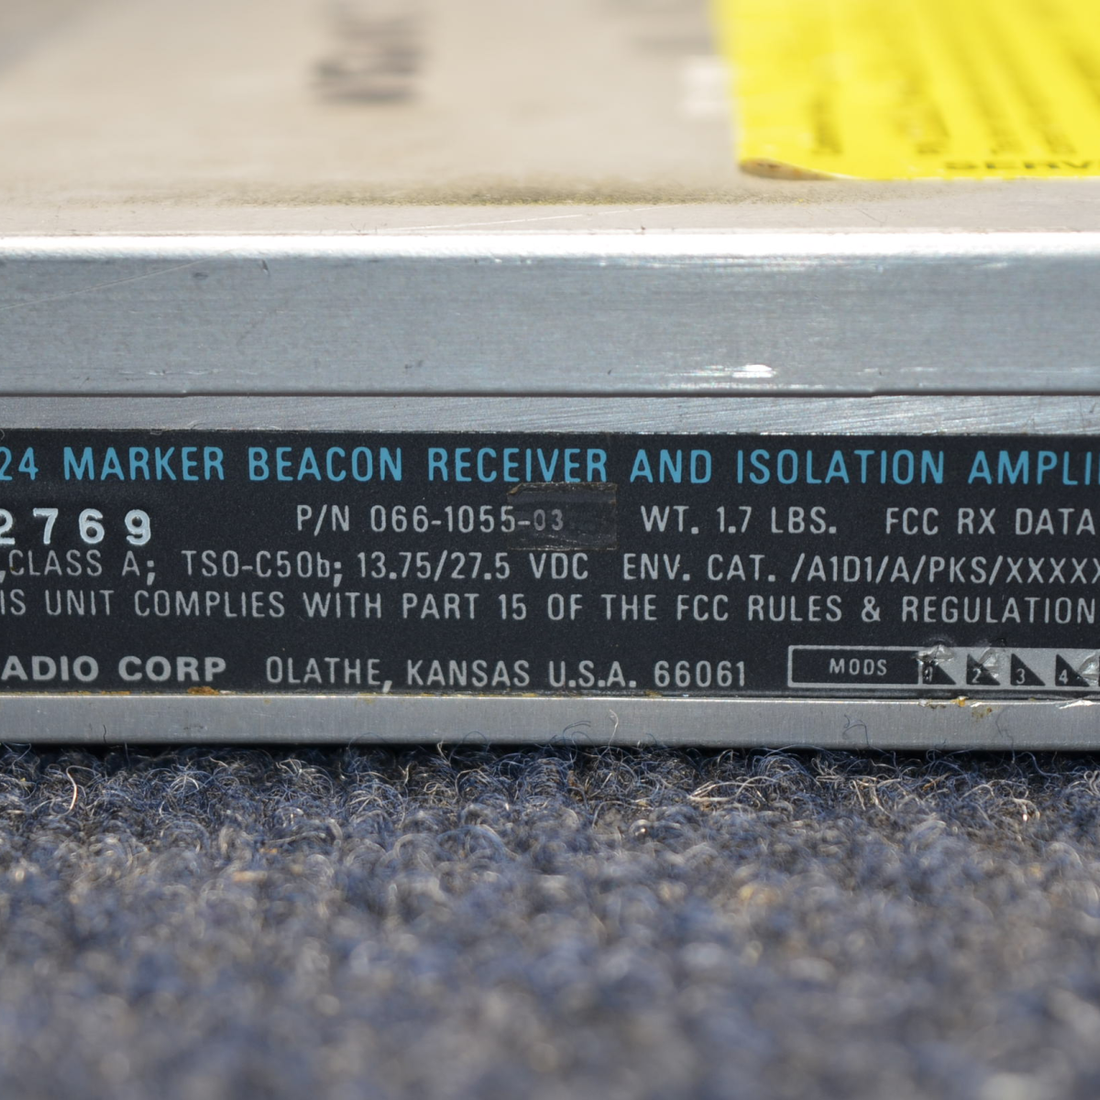 SERV
24 MARKER BEACON RECEIVER AND ISOLATION AMPLI
2769 P/N 066-1055-03 WT. 1.7 LBS. FCC RX DATA
,CLASS A; TSO-C50b; 13.75/27.5 VDC ENV. CAT. /A1D1/A/PKS/XXXXX
IS UNIT COMPLIES WITH PART 15 OF THE FCC RULES & REGULATION
ADIO CORP OLATHE, KANSAS U.S.A. 66061 MODS 1 2 3 4